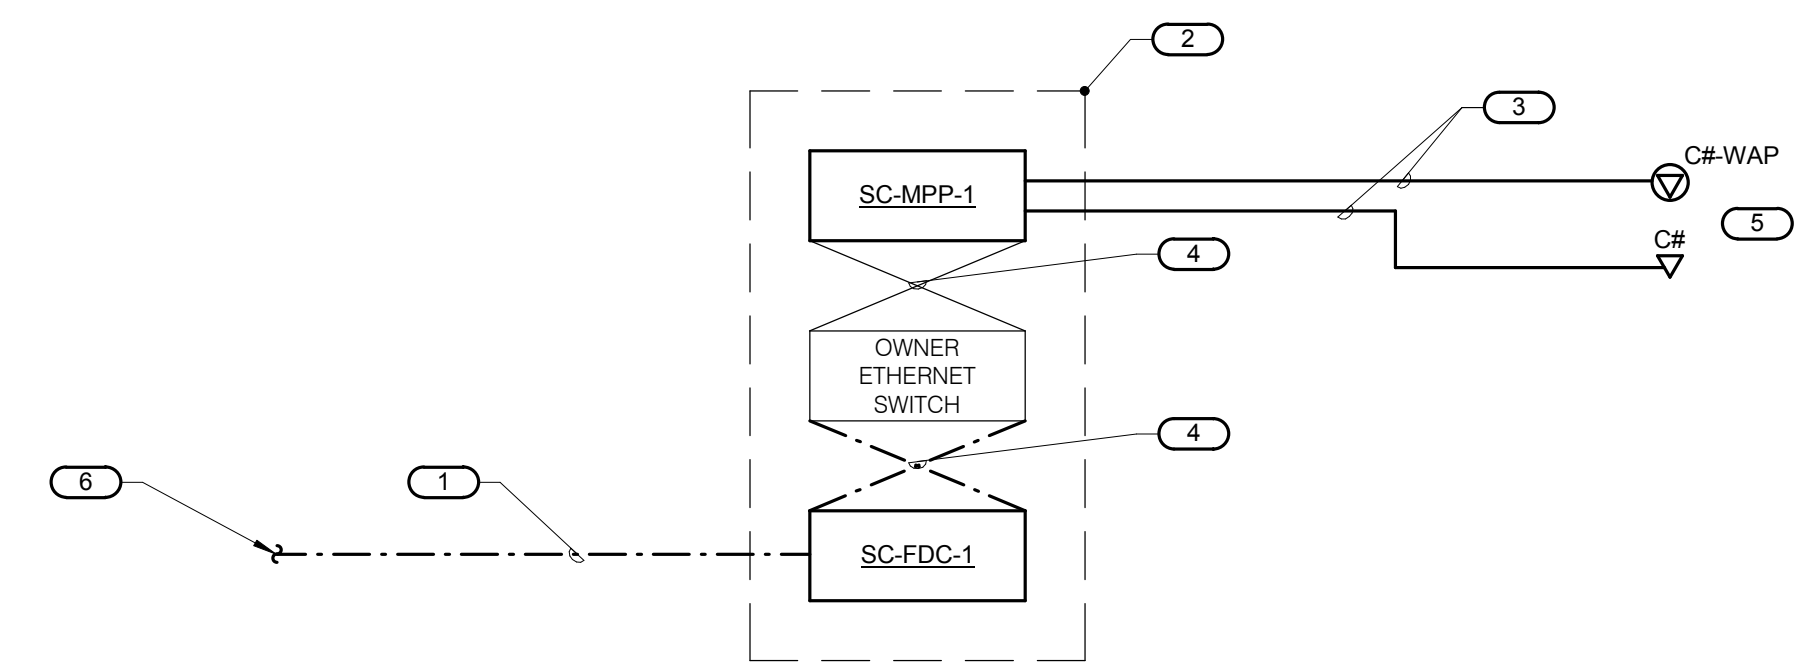 2
3
C#-WAP
SC-MPP-1
5
C#
4
OWNER
ETHERNET
SWITCH
4
6
1
SC-FDC-1